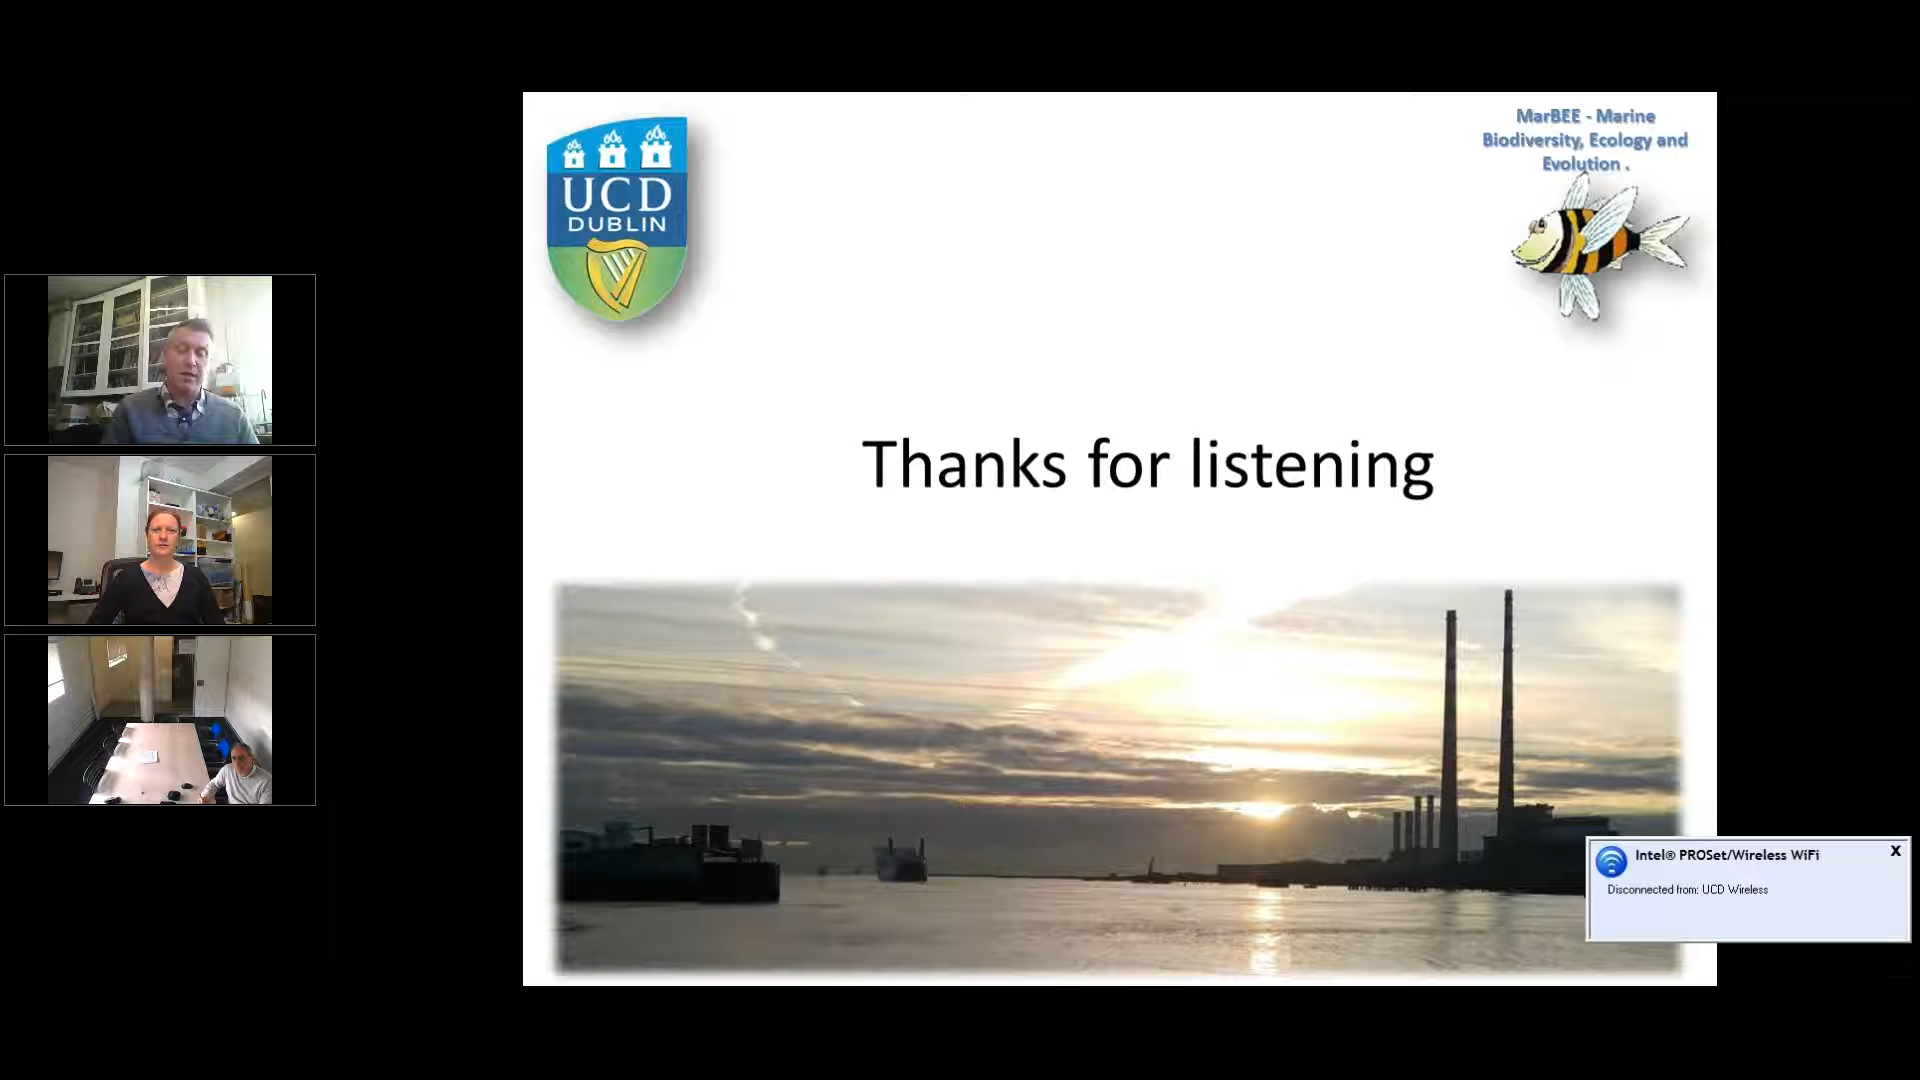 UCD
DUBLIN
MarBEE - Marine
Biodiversity, Ecology and
Evolution .
Thanks for listening
Intel® PROSet/Wireless WiFi
X
Disconnected from: UCD Wireless